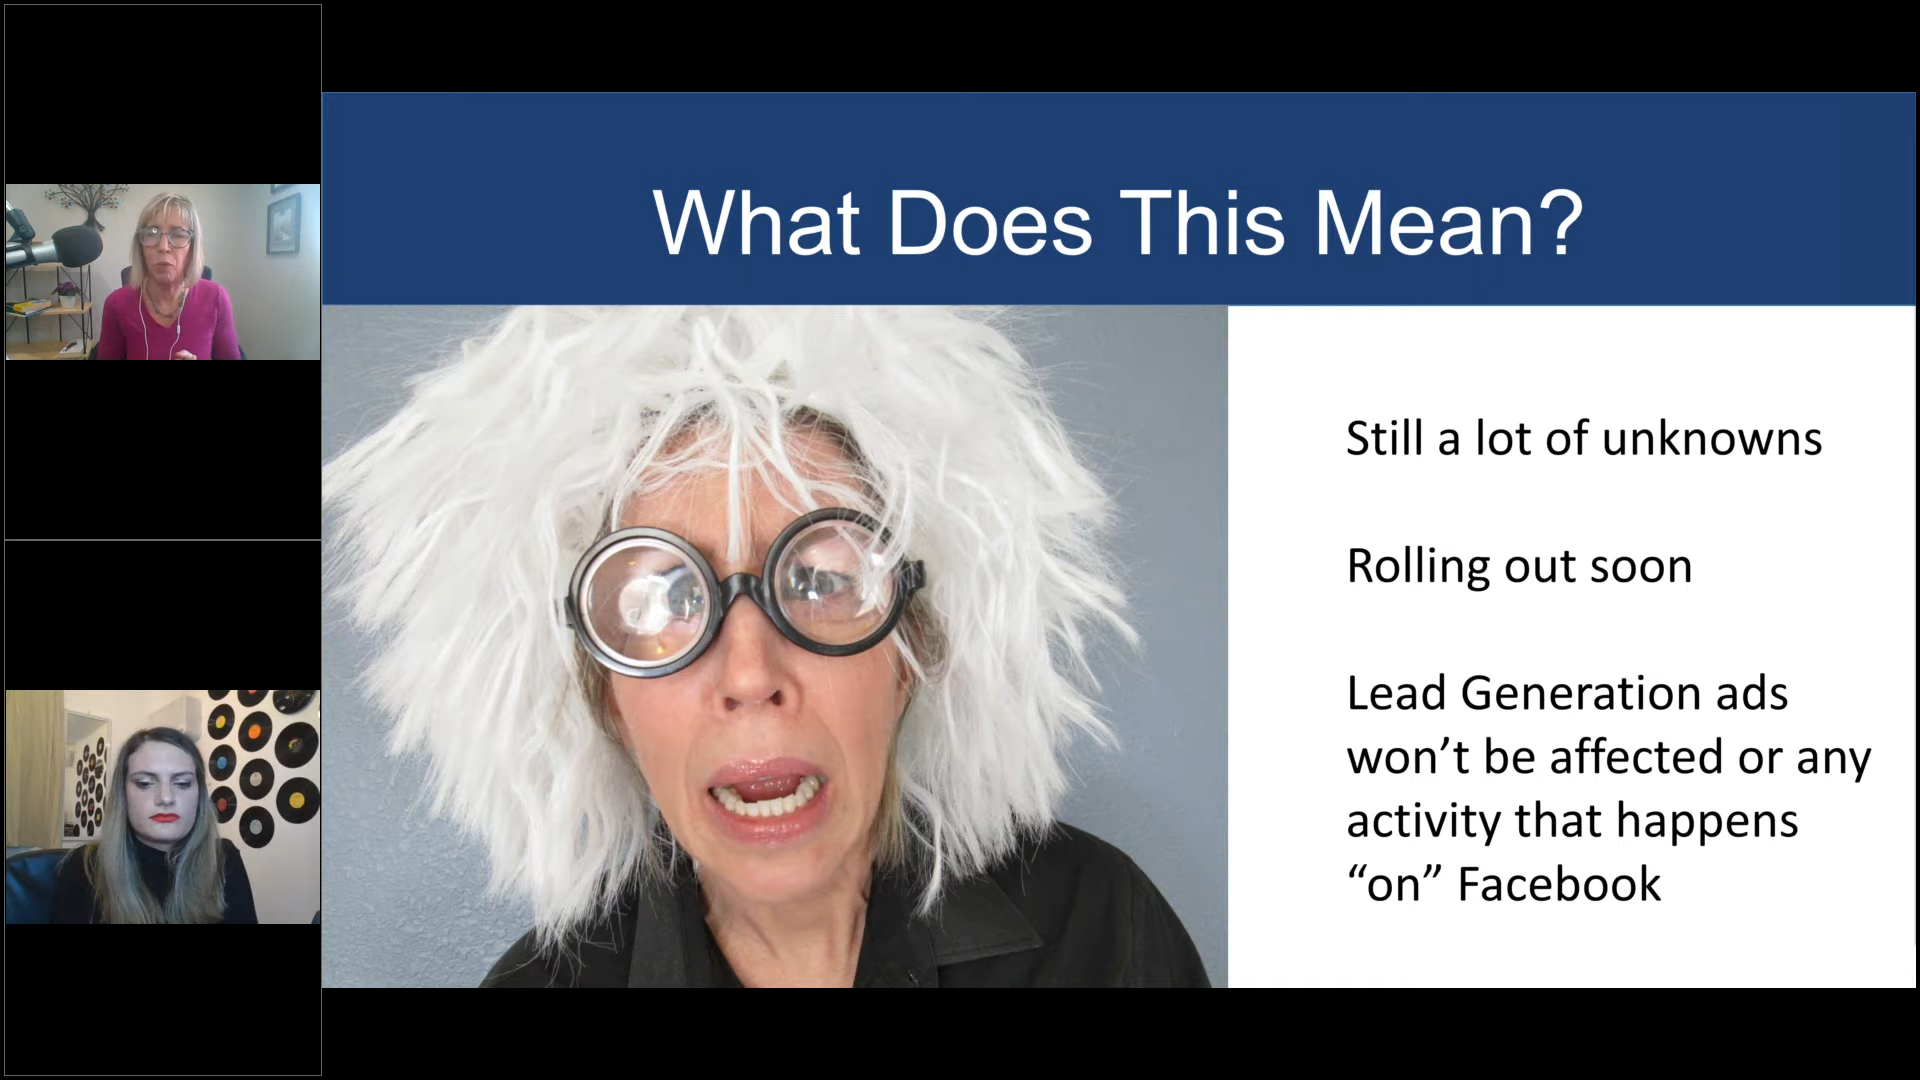 What Does This Mean?
Still a lot of unknowns
Rolling out soon
Lead Generation ads
won’t be affected or any
activity that happens
“on” Facebook